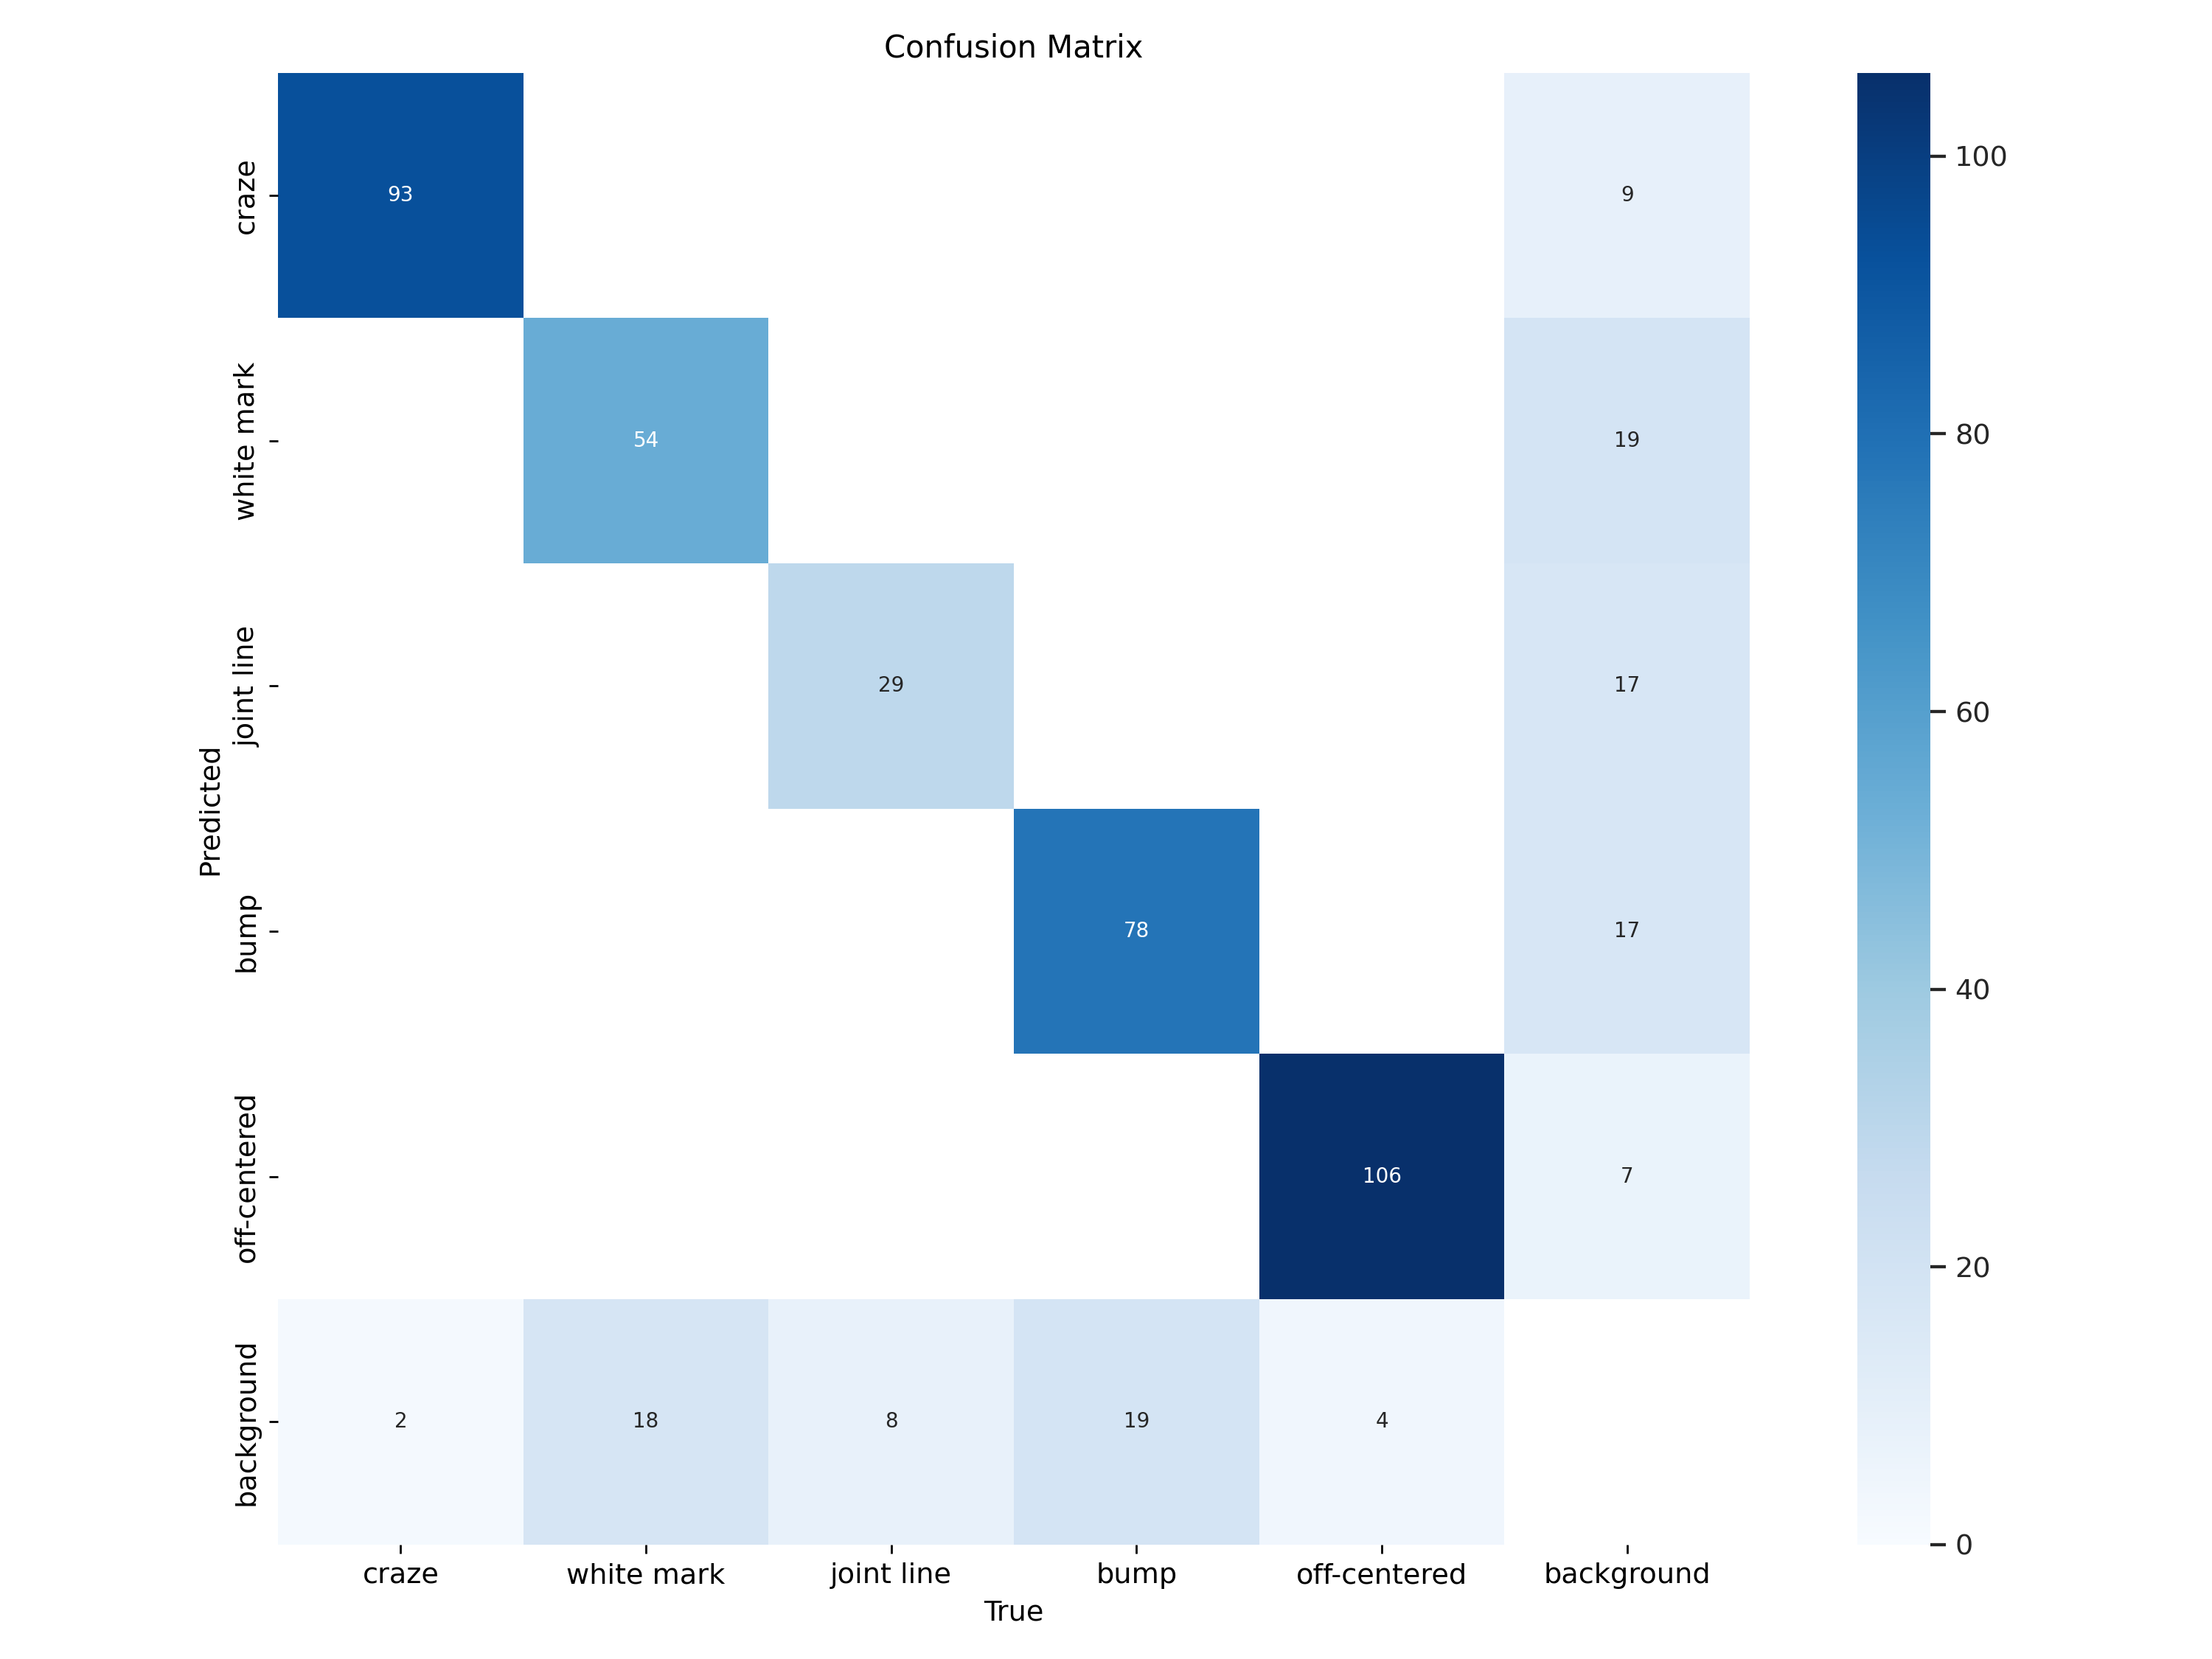 Confusion Matrix
craze
93
9
100
white mark
54
19
80
joint line
29
17
60
Predicted
bump
78
17
40
off-centered
106
7
20
background
2
18
8
19
4
0
craze
white mark
joint line
bump
off-centered
background
True